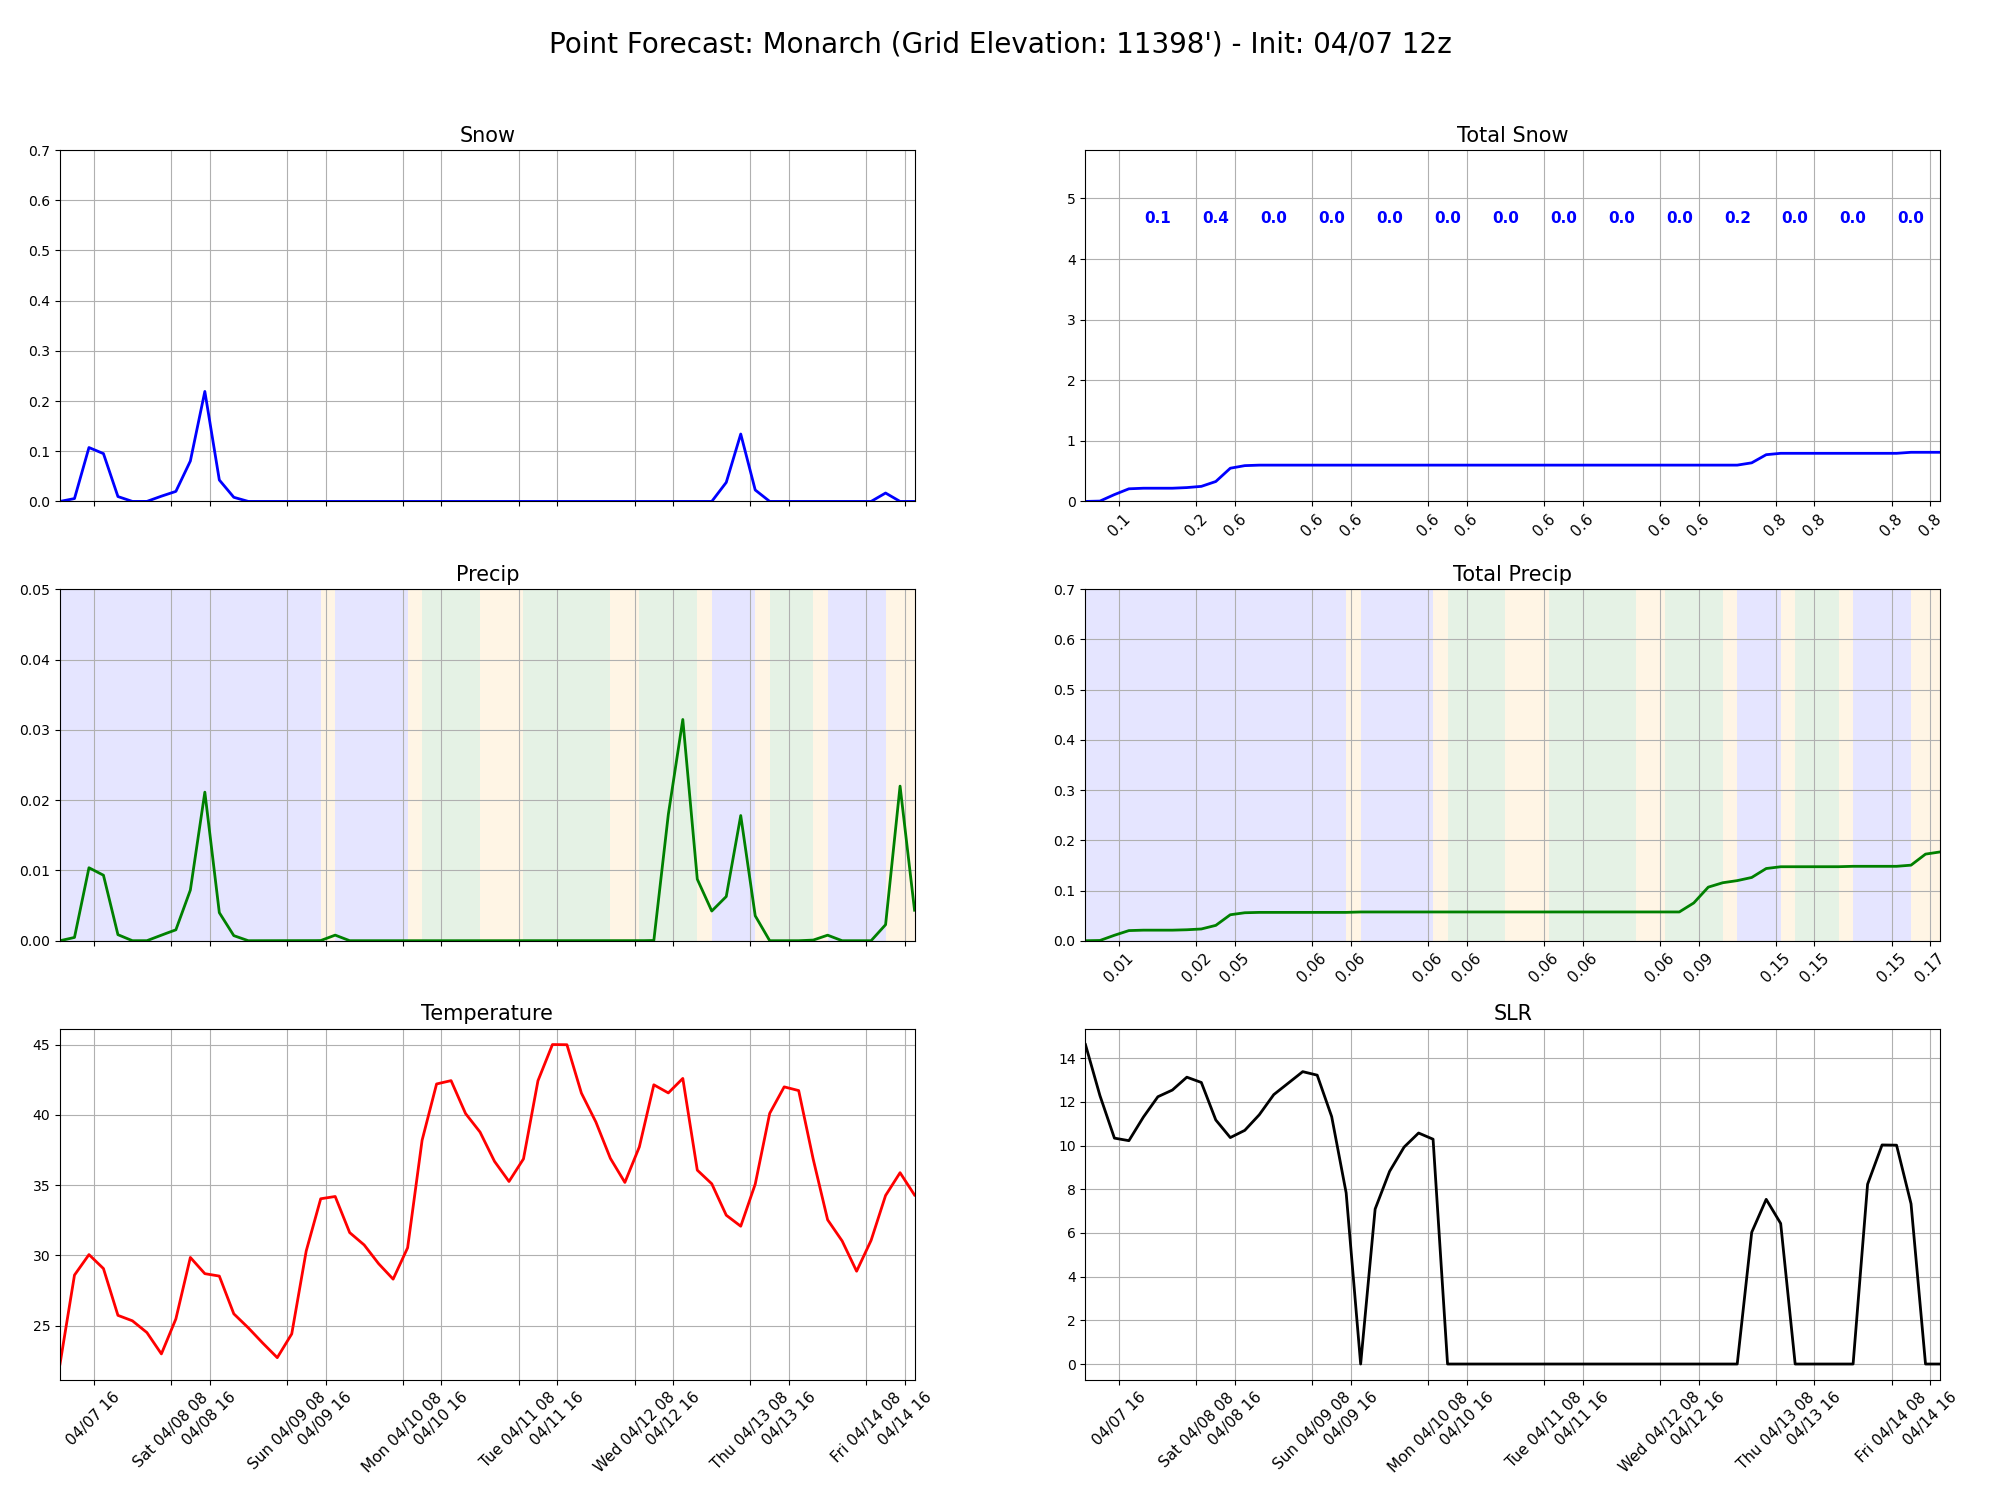 Point Forecast: Monarch (Grid Elevation: 11398') - Init: 04/07 12z
Snow
0.7
0.6
0.5
0.4
0.3
0.2
0.1
0.0
Total Snow
5
4
3
2
1
0
0.1 0.4 0.0 0.0 0.0 0.0 0.0 0.0 0.0 0.0 0.2 0.0 0.0 0.0
0.1 0.2 0.6 0.6 0.6 0.6 0.6 0.6 0.6 0.6 0.6 0.8 0.8 0.8 0.8
Precip
0.05
0.04
0.03
0.02
0.01
0.00
Total Precip
0.7
0.6
0.5
0.4
0.3
0.2
0.1
0.0
0.01 0.02 0.05 0.06 0.06 0.06 0.06 0.06 0.06 0.06 0.09 0.15 0.15 0.15 0.17
Temperature
45
40
35
30
25
04/07 16
Sat 04/08 08
04/08 16
Sun 04/09 08
04/09 16
Mon 04/10 08
04/10 16
Tue 04/11 08
04/11 16
Wed 04/12 08
04/12 16
Thu 04/13 08
04/13 16
Fri 04/14 08
04/14 16
SLR
14
12
10
8
6
4
2
0
04/07 16
Sat 04/08 08
04/08 16
Sun 04/09 08
04/09 16
Mon 04/10 08
04/10 16
Tue 04/11 08
04/11 16
Wed 04/12 08
04/12 16
Thu 04/13 08
04/13 16
Fri 04/14 08
04/14 16